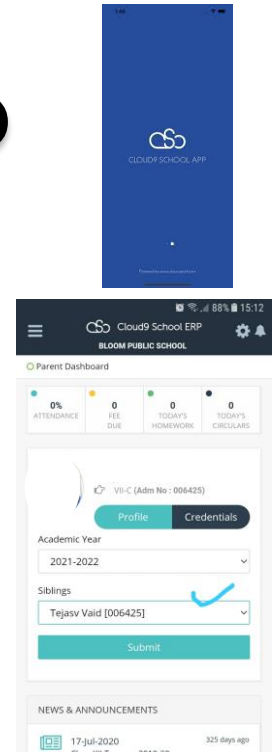 CLOUD9 SCHOOL APP
88% 15:12
Cloud9 School ERP
BLOOM PUBLIC SCHOOL
Parent Dashboard
0% 0 0 0
ATTENDANCE FEE TODAY'S TODAY'S
DUE HOMEWORK CIRCULARS
VII-C (Adm No : 006425)
Profile Credentials
Academic Year
2021-2022
Siblings
Tejasv Vaid [006425]
Submit
NEWS & ANNOUNCEMENTS
17-Jul-2020 325 days ago